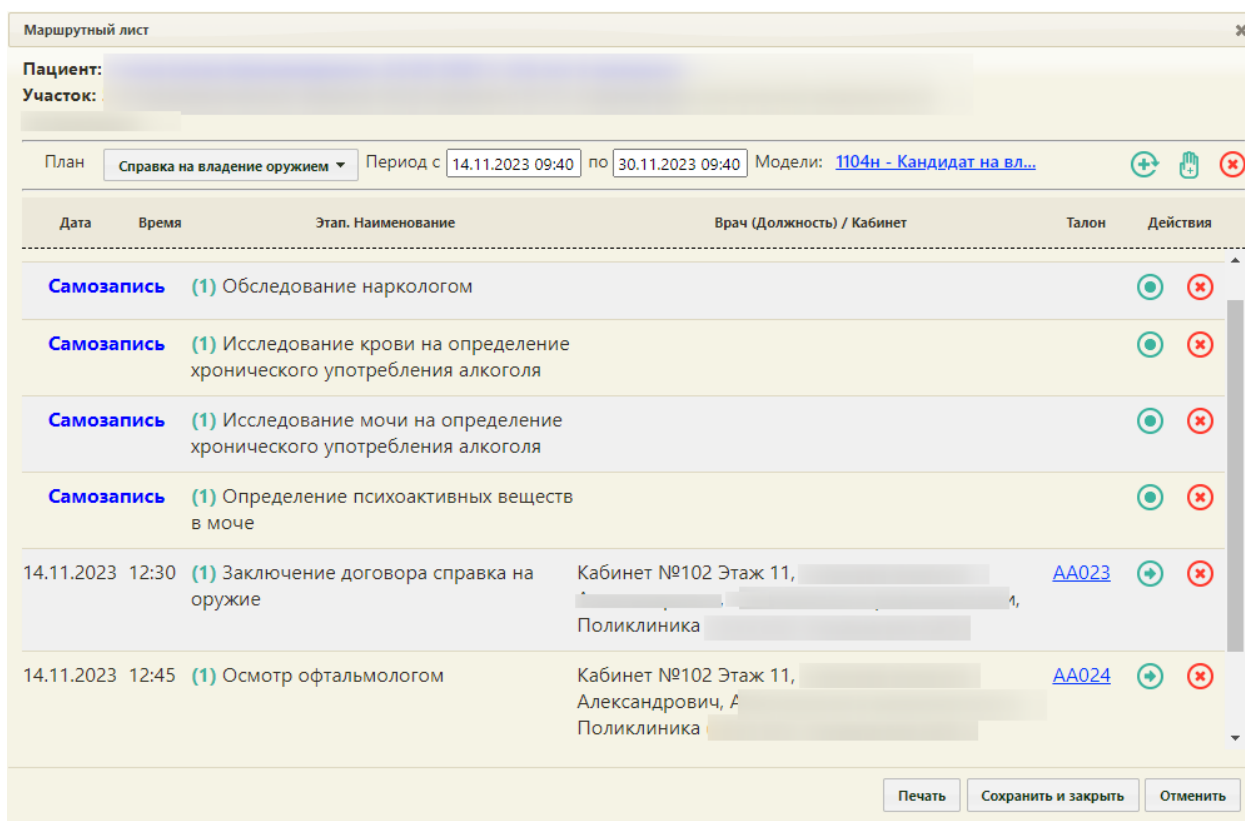 Маршрутный лист
Пациент:
Участок:
План Справка на владение оружием Период с 14.11.2023 09:40 по 30.11.2023 09:40 Модели: 1104н - Кандидат на вл...
Дата Время Этап. Наименование Врач (Должность) / Кабинет Талон Действия
Самозапись (1) Обследование наркологом
Самозапись (1) Исследование крови на определение
хронического употребления алкоголя
Самозапись (1) Исследование мочи на определение
хронического употребления алкоголя
Самозапись (1) Определение психоактивных веществ
в моче
14.11.2023 12:30 (1) Заключение договора справка на Кабинет №102 Этаж 11, АА023
оружие
Поликлиника
14.11.2023 12:45 (1) Осмотр офтальмологом Кабинет №102 Этаж 11, АА024
Александрович,
Поликлиника
Печать Сохранить и закрыть Отменить